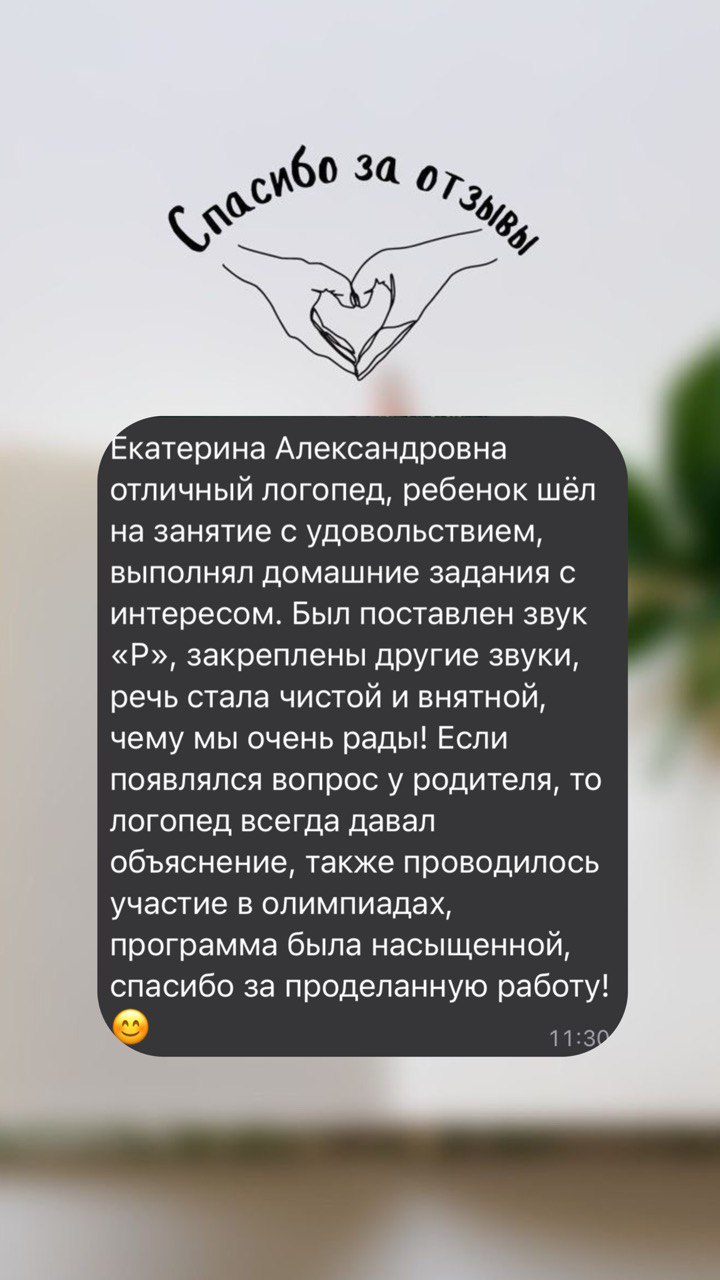 Спасибо за отзывы
Екатерина Александровна
отличный логопед, ребенок шёл
на занятие с удовольствием,
выполнял домашние задания с
интересом. Был поставлен звук
«Р», закреплены другие звуки,
речь стала чистой и внятной,
чему мы очень рады! Если
появлялся вопрос у родителя, то
логопед всегда давал
объяснение, также проводилось
участие в олимпиадах,
программа была насыщенной,
спасибо за проделанную работу!
😊
11:30